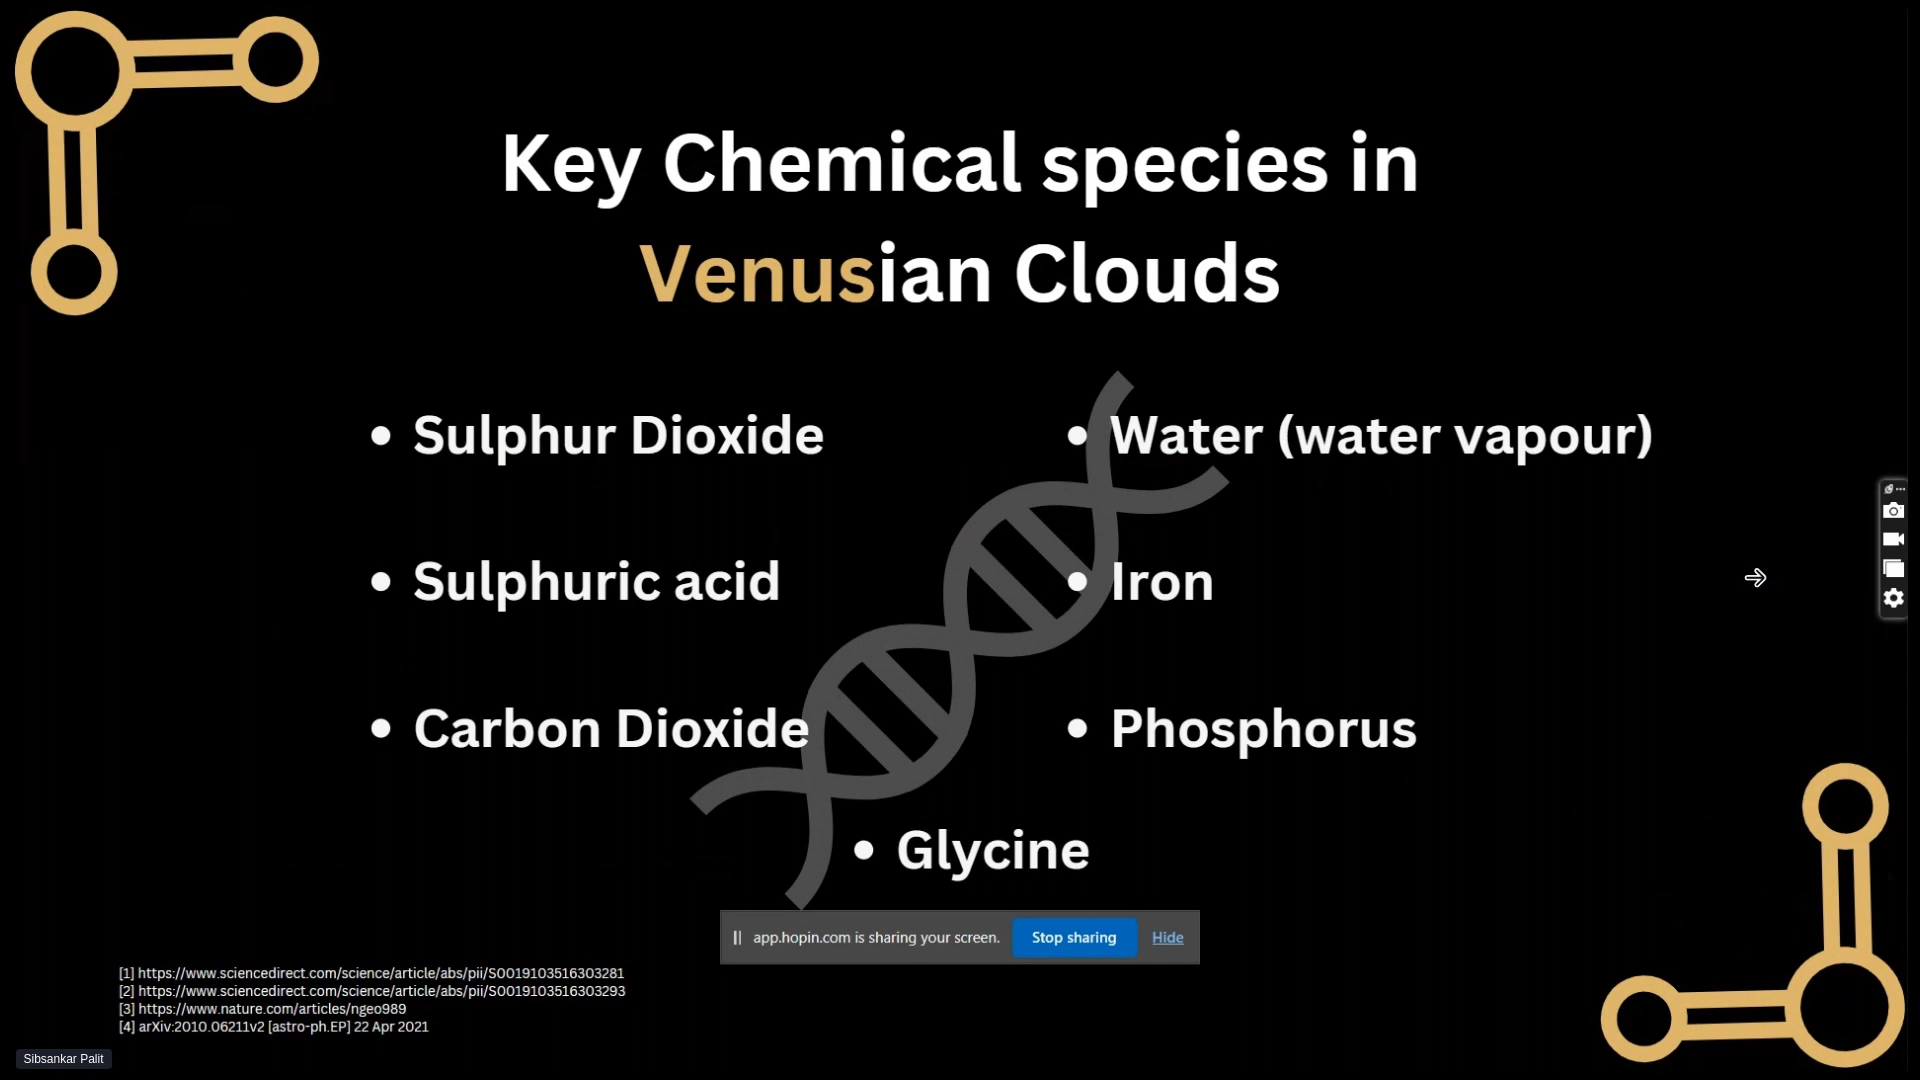 Key Chemical species in
Venusian Clouds
• Sulphur Dioxide
• Water (water vapour)
• Sulphuric acid
• Iron
• Carbon Dioxide
• Phosphorus
• Glycine
app.hopin.com is sharing your screen. Stop sharing Hide
[1] https://www.sciencedirect.com/science/article/abs/pii/S0019103516303281
[2] https://www.sciencedirect.com/science/article/abs/pii/S0019103516303293
[3] https://www.nature.com/articles/ngeo989
[4] arXiv:2010.06211v2 [astro-ph.EP] 22 Apr 2021
Sibsankar Palit